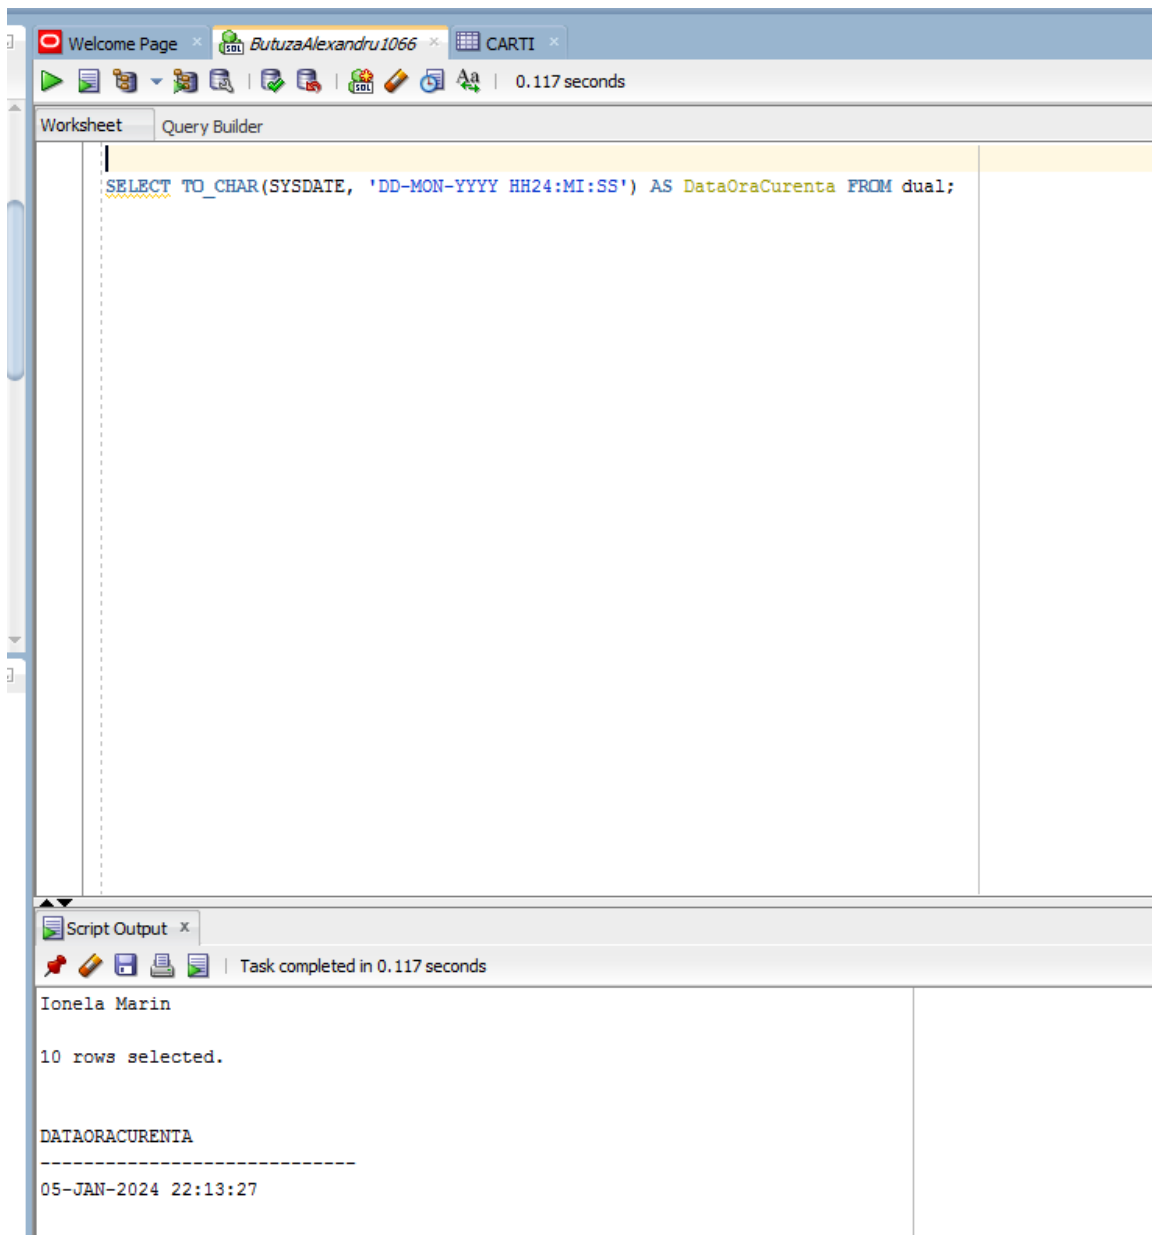 Welcome Page ButuzaAlexandru1066 CARTI
0.117 seconds
Worksheet Query Builder
SELECT TO_CHAR(SYSDATE, 'DD-MON-YYYY HH24:MI:SS') AS DataOraCurenta FROM dual;
Script Output
Task completed in 0.117 seconds
Ionela Marin
10 rows selected.
DATAORACURENTA
-----------------------------
05-JAN-2024 22:13:27